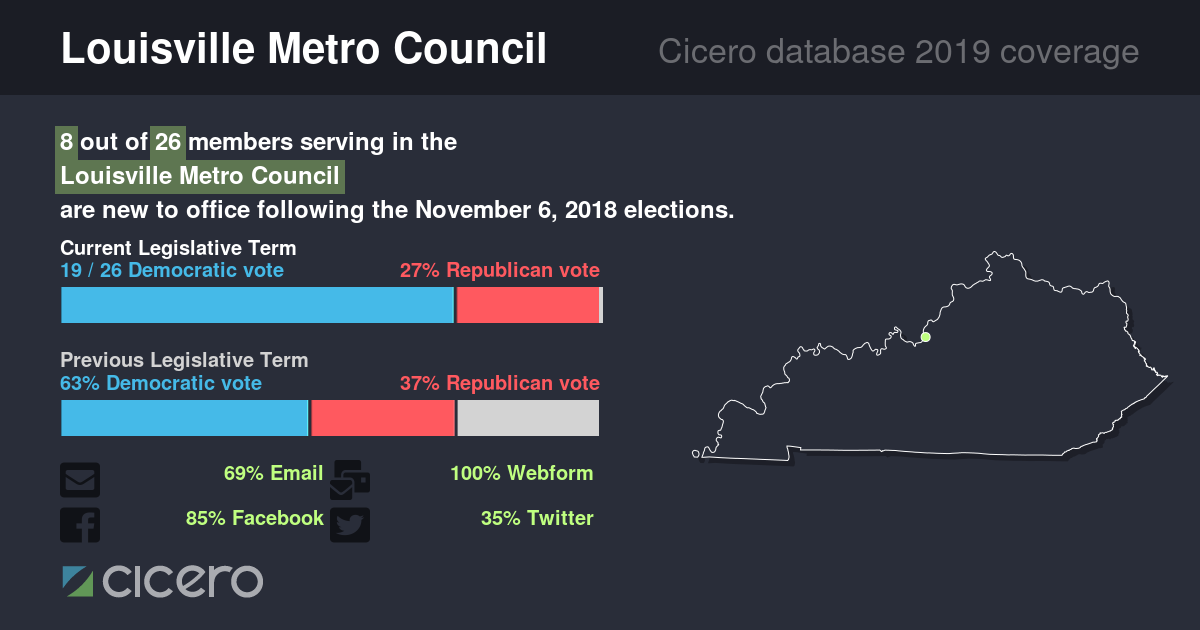 Louisville Metro Council
Cicero database 2019 coverage
8 out of 26 members serving in the
Louisville Metro Council
are new to office following the November 6, 2018 elections.
Current Legislative Term
19 / 26 Democratic vote
27% Republican vote
Previous Legislative Term
63% Democratic vote
37% Republican vote
69% Email
100% Webform
85% Facebook
35% Twitter
cicero